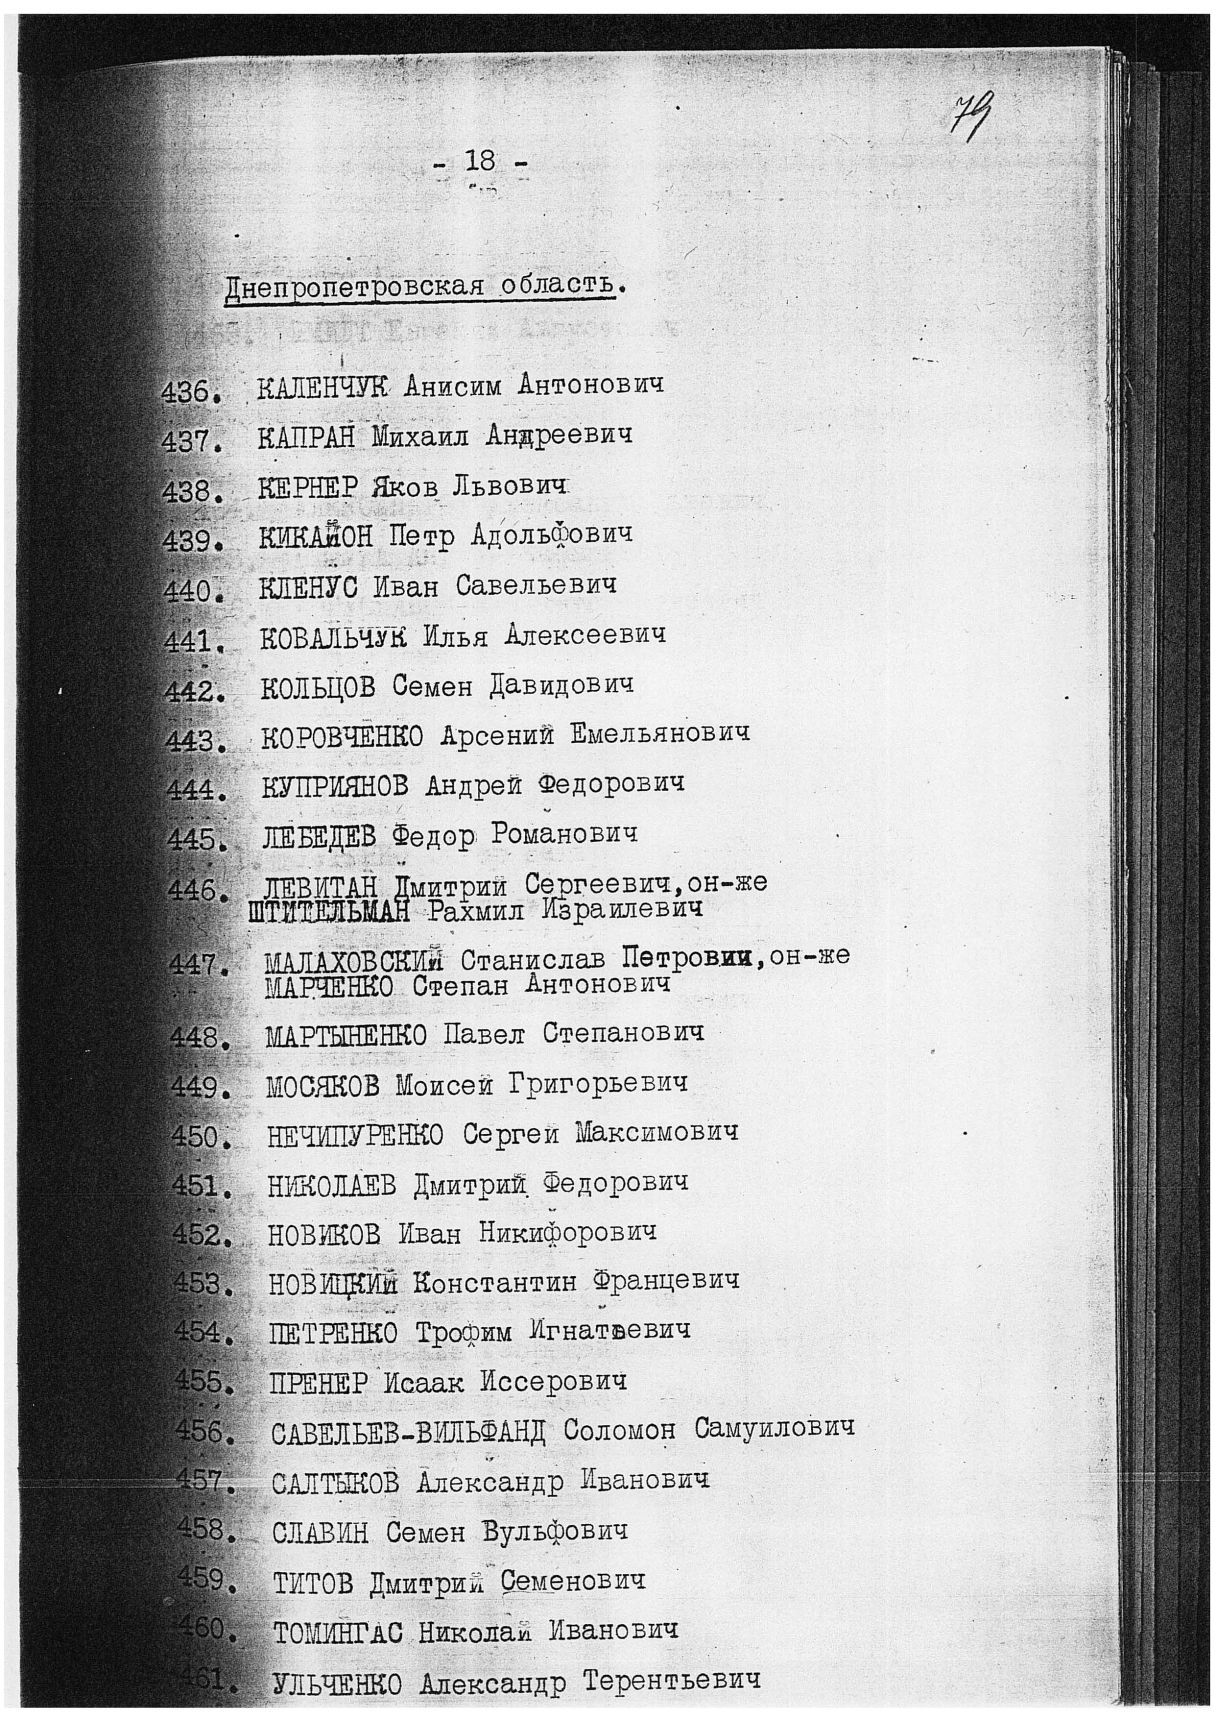 79
- 18 -
Днепропетровская область.
436. КАЛЕНЧУК Анисим Антонович
437. КАПРАН Михаил Андреевич
438. КЕРНЕР Яков Львович
439. КИКАЙОН Петр Адольфович
440. КЛЕНУС Иван Савельевич
441. КОВАЛЬЧУК Илья Алексеевич
442. КОЛЬЦОВ Семен Давидович
443. КОРОВЧЕНКО Арсений Емельянович
444. КУПРИЯНОВ Андрей Федорович
445. ЛЕБЕДЕВ Федор Романович
446. ЛЕВИТАН Дмитрий Сергеевич,он-же
ШТИТЕЛЬМАН Рахмил Израилевич
447. МАЛАХОВСКИЙ Станислав Петровии,он-же
МАРЧЕНКО Степан Антонович
448. МАРТЫНЕНКО Павел Степанович
449. МОСЯКОВ Моисей Григорьевич
450. НЕЧИПУРЕНКО Сергей Максимович
451. НИКОЛАЕВ Дмитрий Федорович
452. НОВИКОВ Иван Никифорович
453. НОВИЦКИЙ Константин Францевич
454. ПЕТРЕНКО Трофим Игнатьевич
455. ПРЕНЕР Исаак Иссерович
456. САВЕЛЬЕВ-ВИЛЬФАНД Соломон Самуилович
457. САЛТЫКОВ Александр Иванович
458. СЛАВИН Семен Вульфович
459. ТИТОВ Дмитрий Семенович
460. ТОМИНГАС Николай Иванович
461. УЛЬЧЕНКО Александр Терентьевич